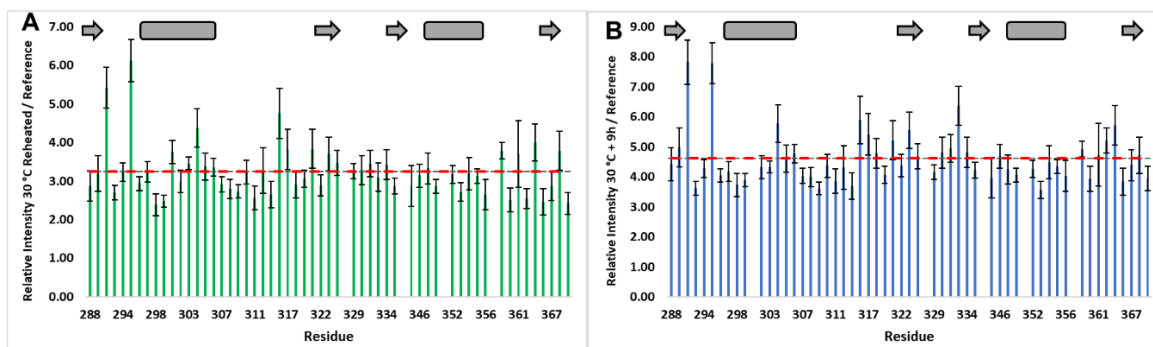 A
Relative Intensity 30 °C Reheated / Reference
7.00
6.00
5.00
4.00
3.00
2.00
1.00
0.00
288 294 298 303 307 311 317 322 329 334 346 352 356 361 367
Residue
B
Relative Intensity 30 °C + 9h / Reference
9.00
8.00
7.00
6.00
5.00
4.00
3.00
2.00
1.00
0.00
288 294 298 303 307 311 317 322 329 334 346 352 356 361 367
Residue